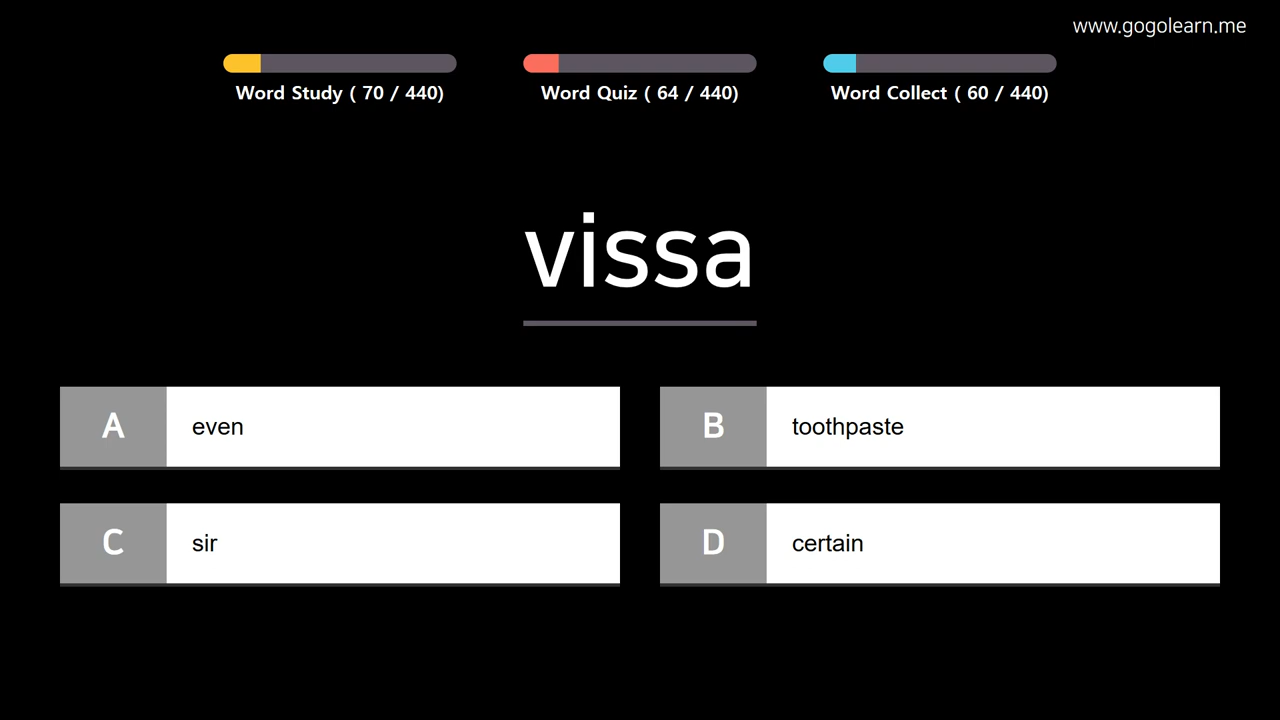 www.gogolearn.me
Word Study ( 70 / 440)
Word Quiz ( 64 / 440)
Word Collect ( 60 / 440)
vissa
A even
B toothpaste
C sir
D certain